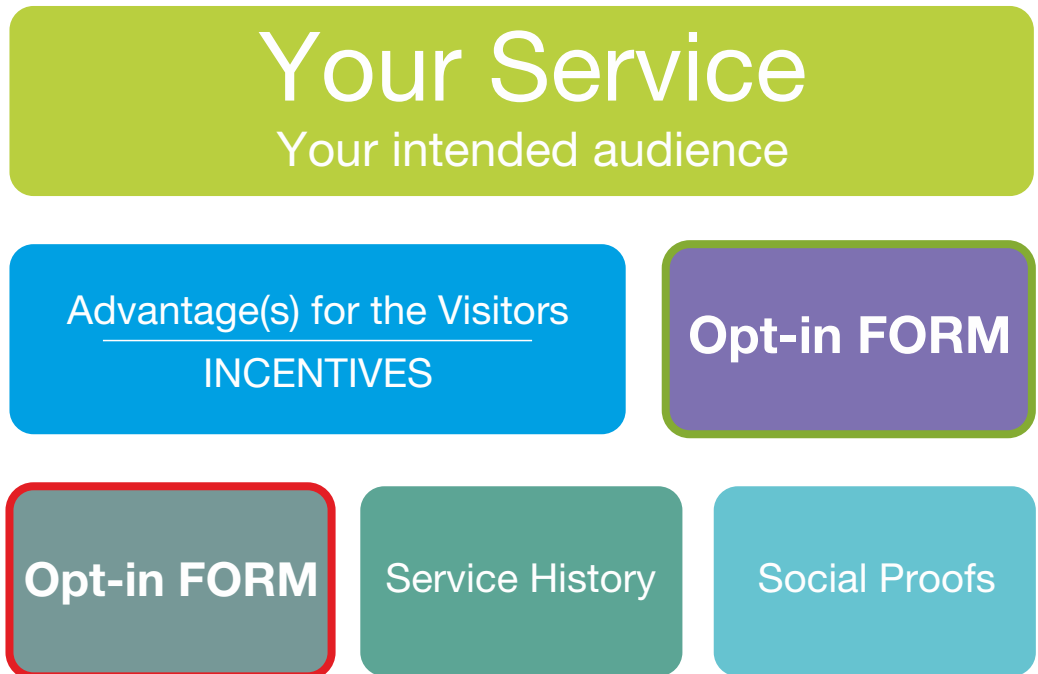 Your Service
Your intended audience
Advantage(s) for the Visitors
INCENTIVES
Opt-in FORM
Opt-in FORM
Service History
Social Proofs